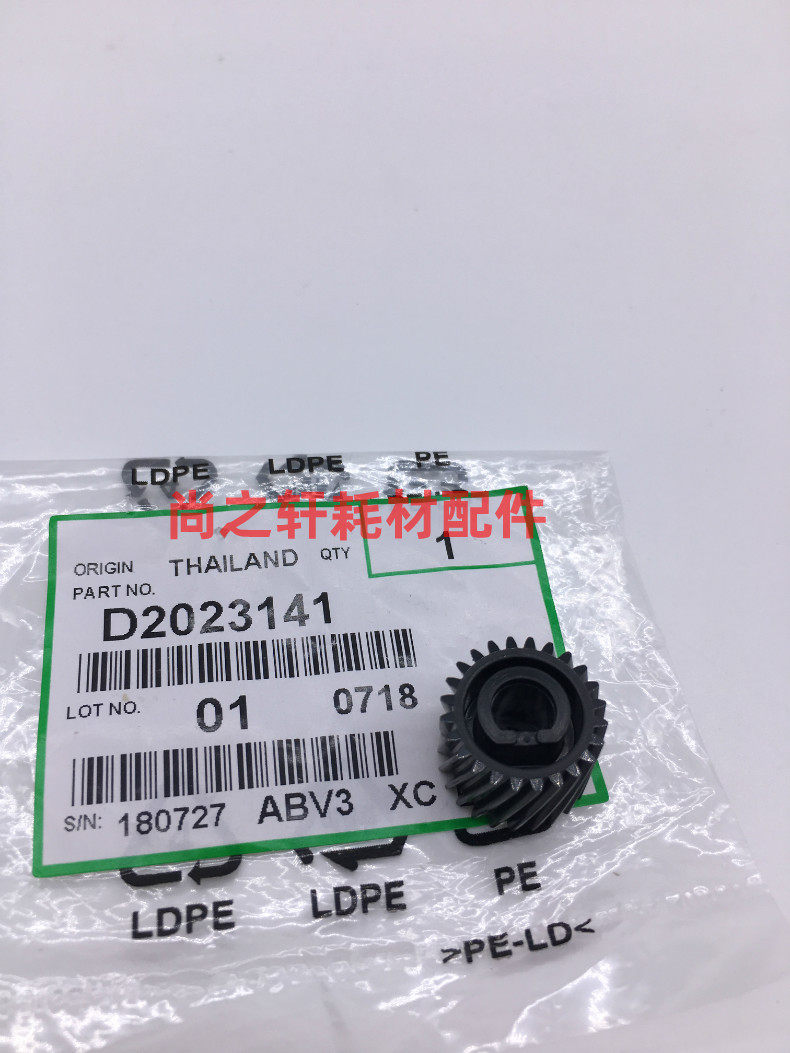 LDPE LDPE PE
尚之轩耗材配件
ORIGIN THAILAND QTY 1
PART NO.
D2023141
LOT NO. 01 0718
S/N: 180727 ABV3 XC
LDPE LDPE PE
>PE-LD<